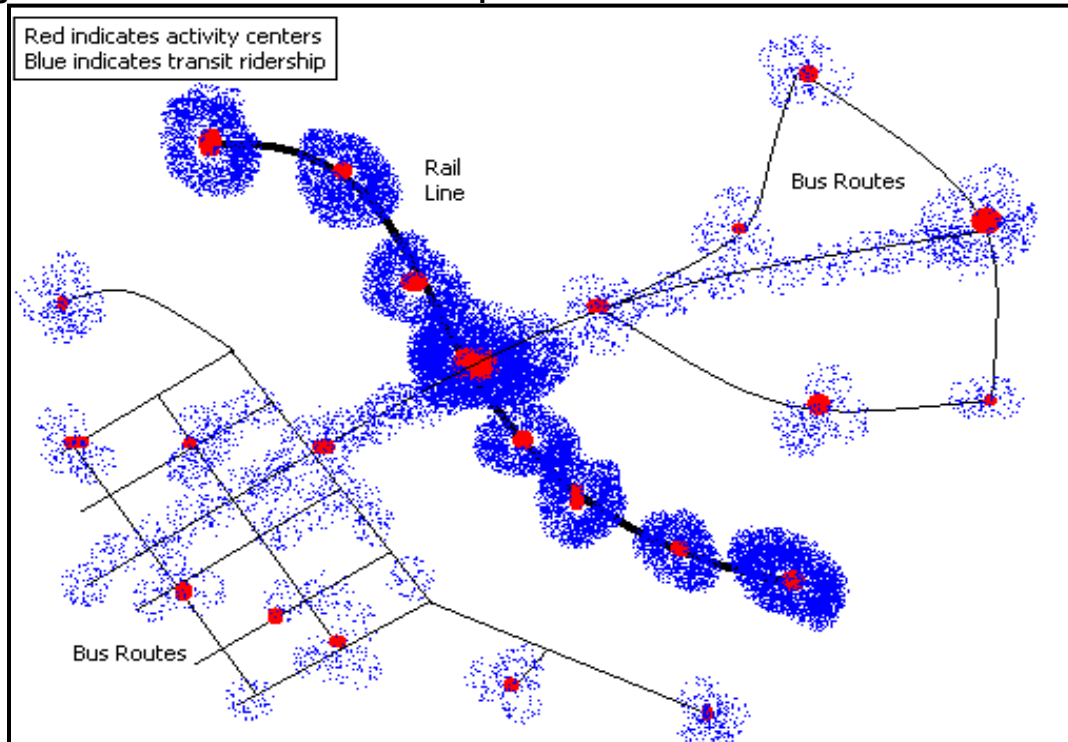 Red indicates activity centers
Blue indicates transit ridership
Rail
Line
Bus Routes
Bus Routes